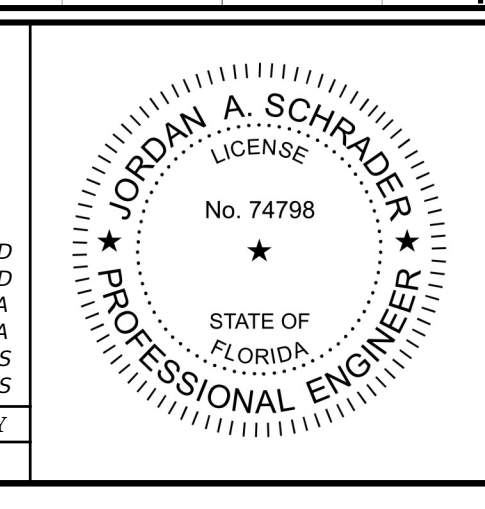 JORDAN A. SCHRADER
LICENSE
No. 74798
STATE OF
FLORIDA
PROFESSIONAL ENGINEER
D
D
A
A
S
S
Y